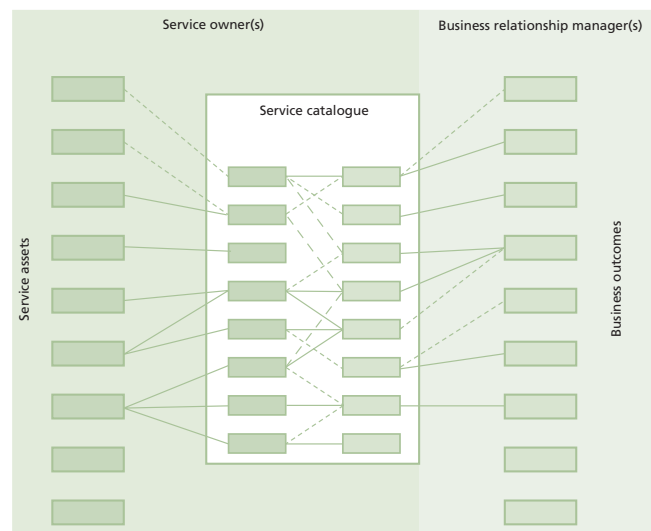 Service owner(s)
Business relationship manager(s)
Service catalogue
Service assets
Business outcomes